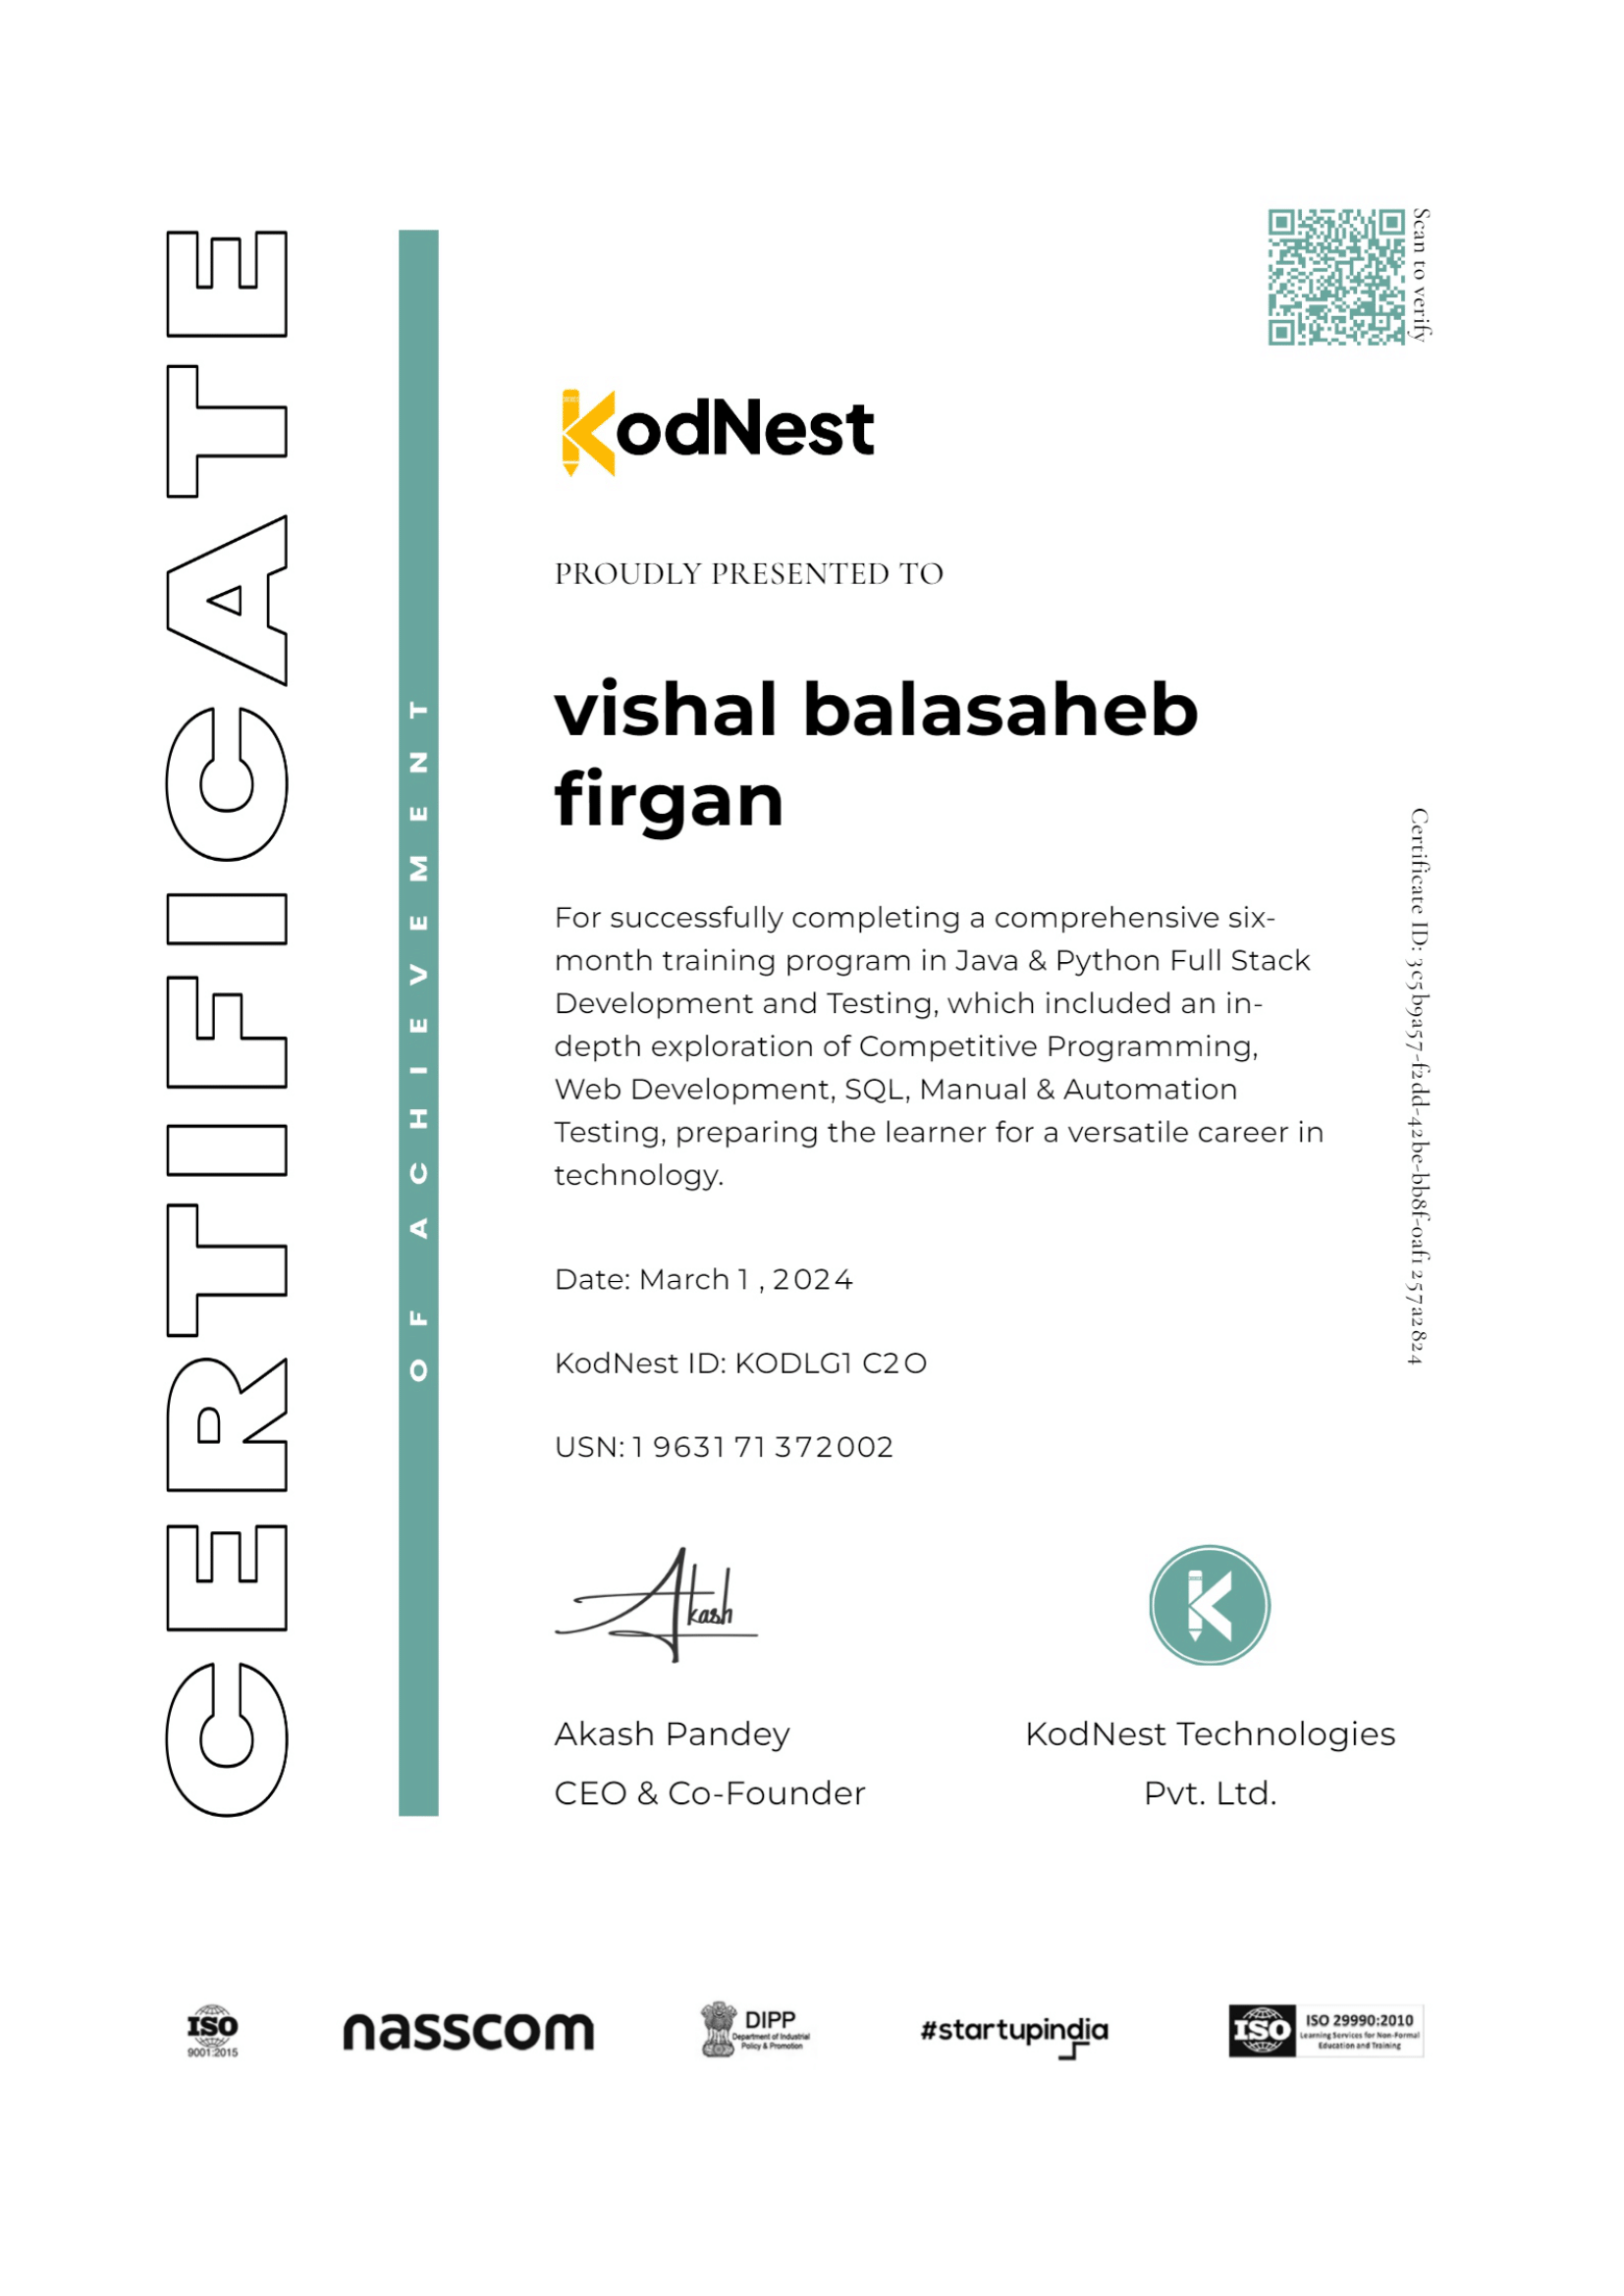 CERTIFICATE
OF ACHIEVEMENT
Scan to verify
KodNest
PROUDLY PRESENTED TO
vishal balasaheb
firgan
For successfully completing a comprehensive six-
month training program in Java & Python Full Stack
Development and Testing, which included an in-
depth exploration of Competitive Programming,
Web Development, SQL, Manual & Automation
Testing, preparing the learner for a versatile career in
technology.
Certificate ID: 3c5b9a57-f2dd-42be-bb8f-0af1257a2824
Date: March 1 , 2024
KodNest ID: KODLG1 C2O
USN: 1 9631 71 372002
Akash
Akash Pandey
CEO & Co-Founder
KodNest Technologies
Pvt. Ltd.
ISO
9001:2015
nasscom
DIPP
Department of Industrial
Policy & Promotion
#startupindia
ISO
ISO 29990:2010
Learning Services for Non-Formal
Education and Training